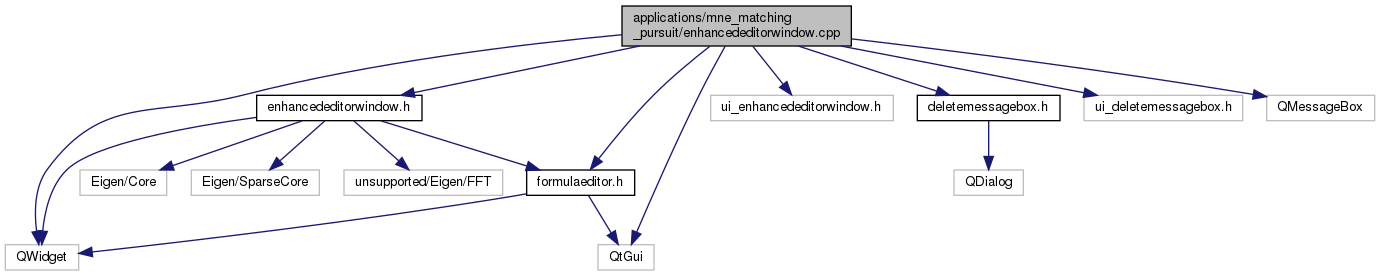 applications/mne_matching
_pursuit/enhancededitorwindow.cpp
enhancededitorwindow.h
ui_enhancededitorwindow.h
deletemessagebox.h
ui_deletemessagebox.h
QMessageBox
Eigen/Core
Eigen/SparseCore
unsupported/Eigen/FFT
formulaeditor.h
QDialog
QWidget
QtGui